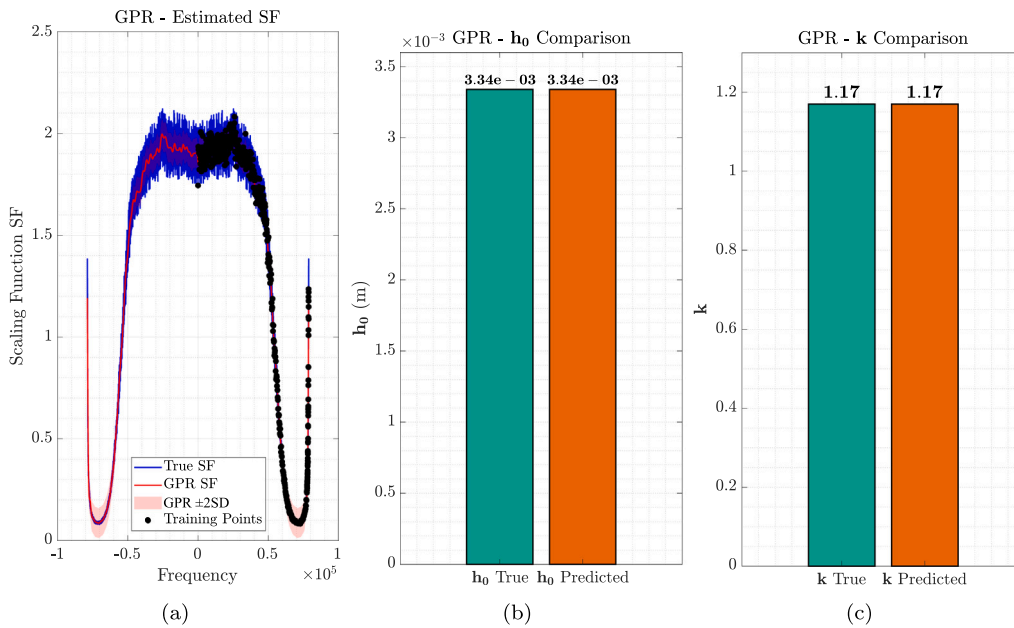 GPR - Estimated SF
2.5
2
1.5
1
0.5
0
Scaling Function SF
True SF
GPR SF
GPR ±2SD
Training Points
-1
-0.5
0
0.5
1
Frequency
×10⁵
(a)
×10⁻³
GPR - h₀ Comparison
3.5
3
2.5
2
1.5
1
0.5
0
h₀ (m)
3.34e − 03
3.34e − 03
h₀ True
h₀ Predicted
(b)
GPR - k Comparison
1.2
1
0.8
0.6
0.4
0.2
0
k
1.17
1.17
k True
k Predicted
(c)